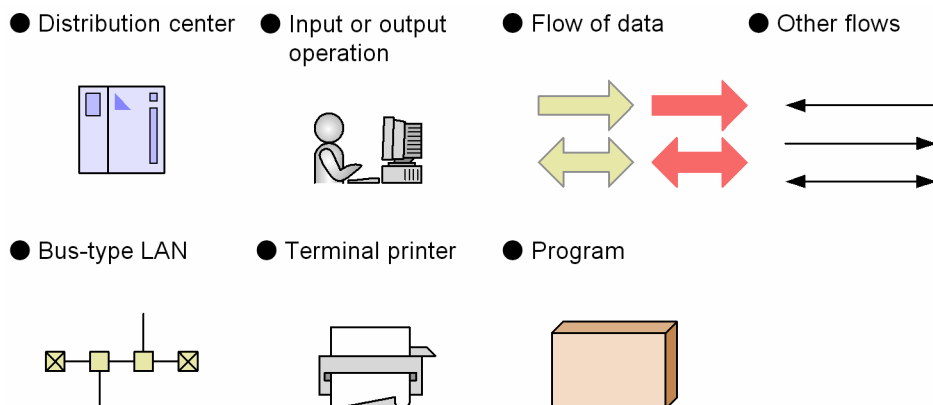 ● Distribution center
● Input or output
operation
● Flow of data
● Other flows
● Bus-type LAN
● Terminal printer
● Program